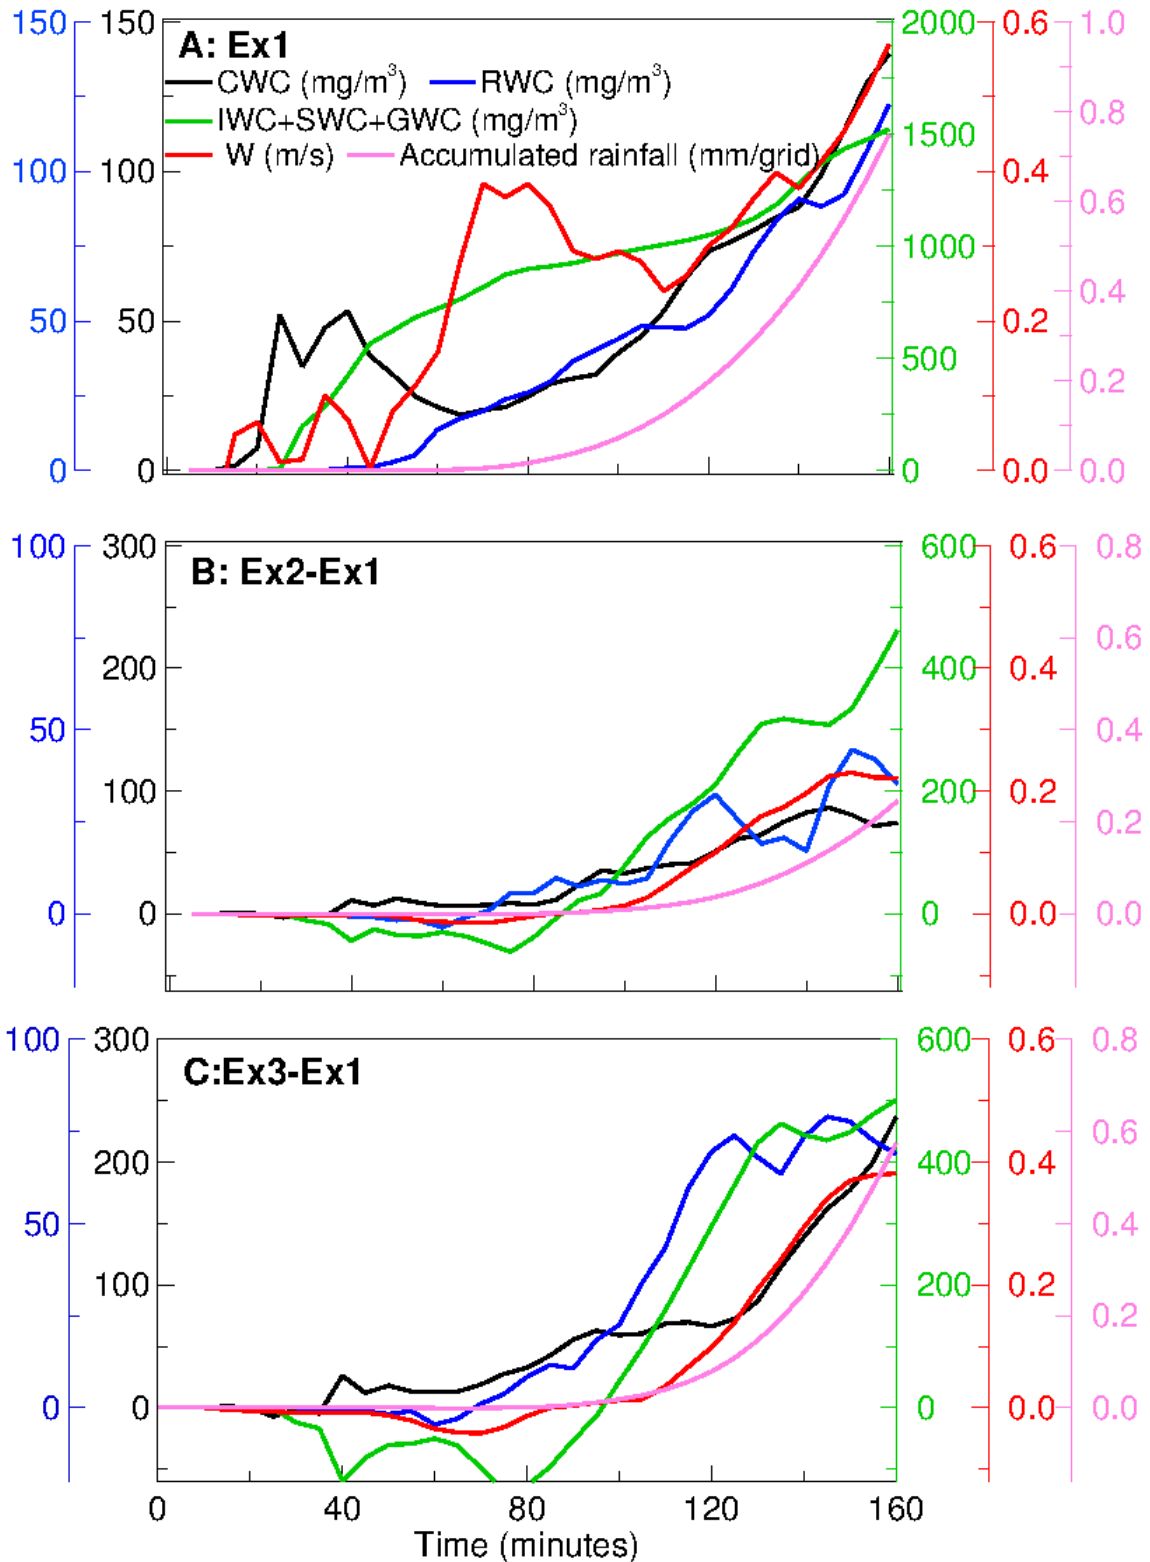 150 150 2000 0.6 1.0
A: Ex1
CWC (mg/m³) RWC (mg/m³)
0.8
IWC+SWC+GWC (mg/m³)
1500
W (m/s) Accumulated rainfall (mm/grid)
100 100 0.4
0.6
1000
50 50 0.2 0.4
500
0.2
0 0 0 0.0 0.0
100 300 600 0.6 0.8
B: Ex2-Ex1
0.6
200 400 0.4
50 0.4
100 200 0.2
0.2
0 0 0 0.0 0.0
100 300 600 0.6 0.8
C:Ex3-Ex1
0.6
200 400 0.4
50 0.4
100 200 0.2
0.2
0 0 0 0.0 0.0
0 40 80 120 160
Time (minutes)